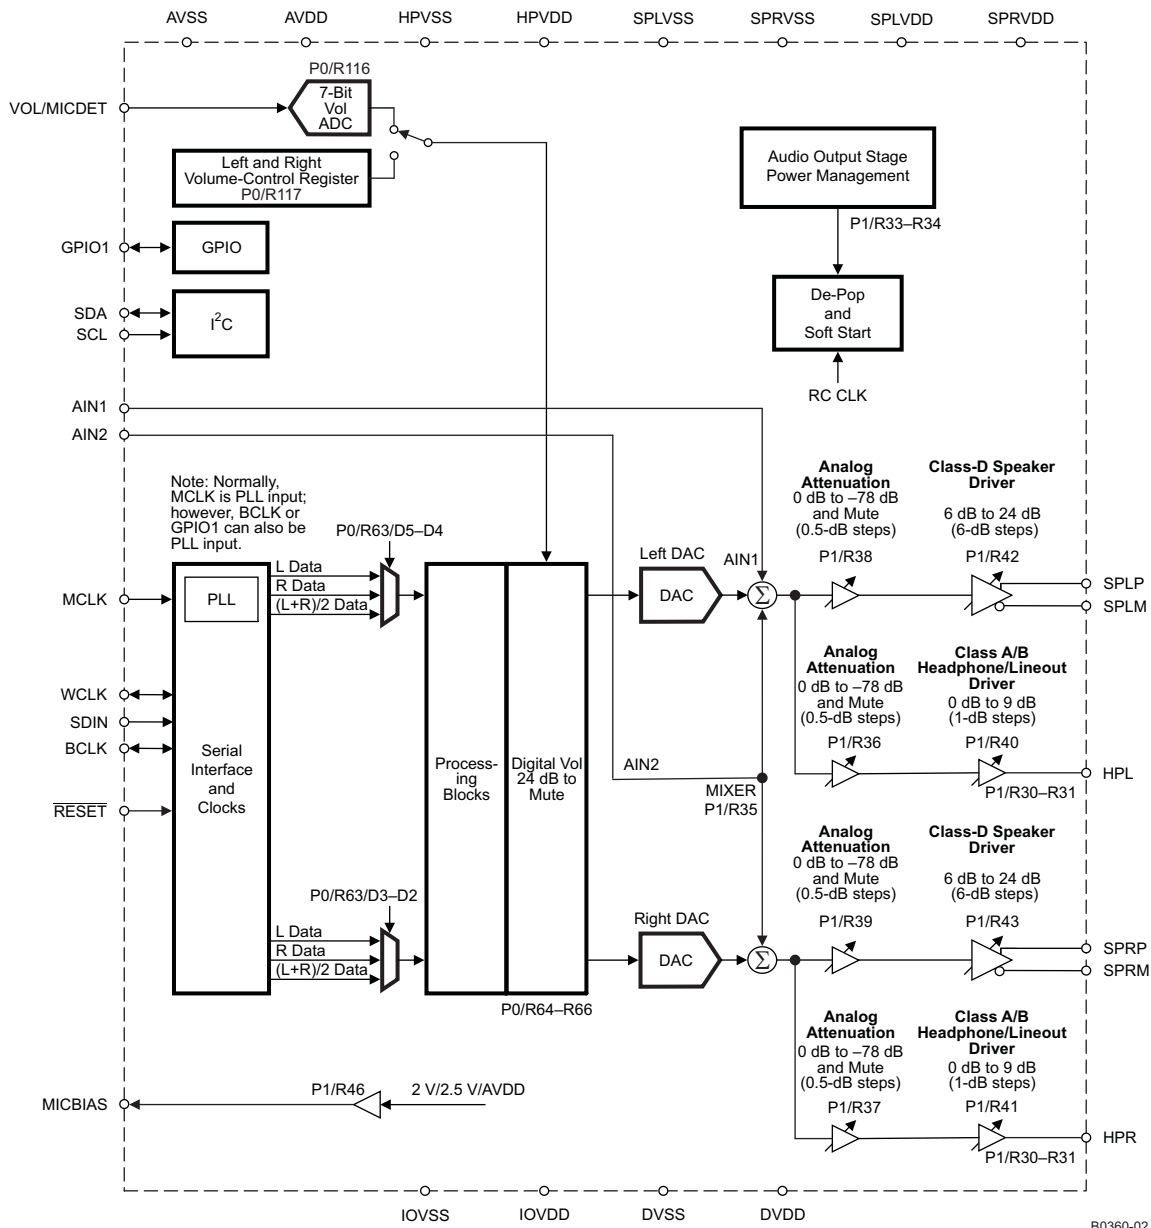 AVSS AVDD HPVSS HPVDD SPLVSS SPRVSS SPLVDD SPRVDD
P0/R116
VOL/MICDET
7-Bit
Vol
ADC
Left and Right
Volume-Control Register
P0/R117
Audio Output Stage
Power Management
P1/R33–R34
GPIO1
GPIO
SDA
SCL
I2C
De-Pop
and
Soft Start
RC CLK
AIN1
AIN2
Note: Normally,
MCLK is PLL input;
however, BCLK or
GPIO1 can also be
PLL input.
P0/R63/D5–D4
Analog
Attenuation
0 dB to –78 dB
and Mute
(0.5-dB steps)
P1/R38
Class-D Speaker
Driver
6 dB to 24 dB
(6-dB steps)
P1/R42
MCLK
PLL
L Data
R Data
(L+R)/2 Data
Left DAC
DAC
AIN1
Σ
SPLP
SPLM
WCLK
SDIN
BCLK
RESET
Serial
Interface
and
Clocks
Process-
ing
Blocks
Digital Vol
24 dB to
Mute
AIN2
MIXER
P1/R35
Analog
Attenuation
0 dB to –78 dB
and Mute
(0.5-dB steps)
P1/R36
Class A/B
Headphone/Lineout
Driver
0 dB to 9 dB
(1-dB steps)
P1/R40
P1/R30–R31
HPL
P0/R63/D3–D2
L Data
R Data
(L+R)/2 Data
P0/R64–R66
Right DAC
DAC
Σ
Analog
Attenuation
0 dB to –78 dB
and Mute
(0.5-dB steps)
P1/R39
Class-D Speaker
Driver
6 dB to 24 dB
(6-dB steps)
P1/R43
SPRP
SPRM
Analog
Attenuation
0 dB to –78 dB
and Mute
(0.5-dB steps)
P1/R37
Class A/B
Headphone/Lineout
Driver
0 dB to 9 dB
(1-dB steps)
P1/R41
P1/R30–R31
HPR
MICBIAS
P1/R46
2 V/2.5 V/AVDD
IOVSS IOVDD DVSS DVDD
B0360-02